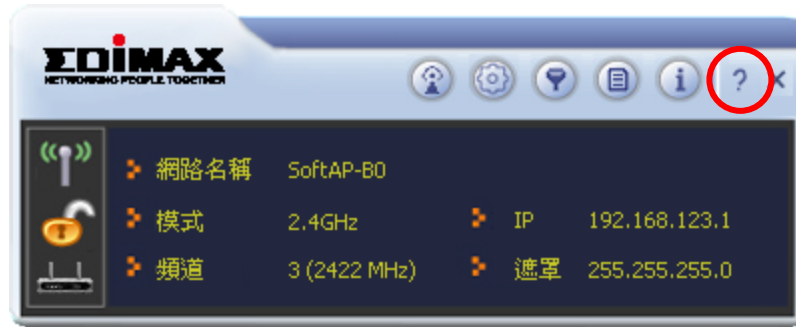 EDIMAX
NETWORKING PEOPLE TOGETHER
i ? ×
網路名稱 SoftAP-B0
模式 2.4GHz IP 192.168.123.1
頻道 3 (2422 MHz) 遮罩 255.255.255.0